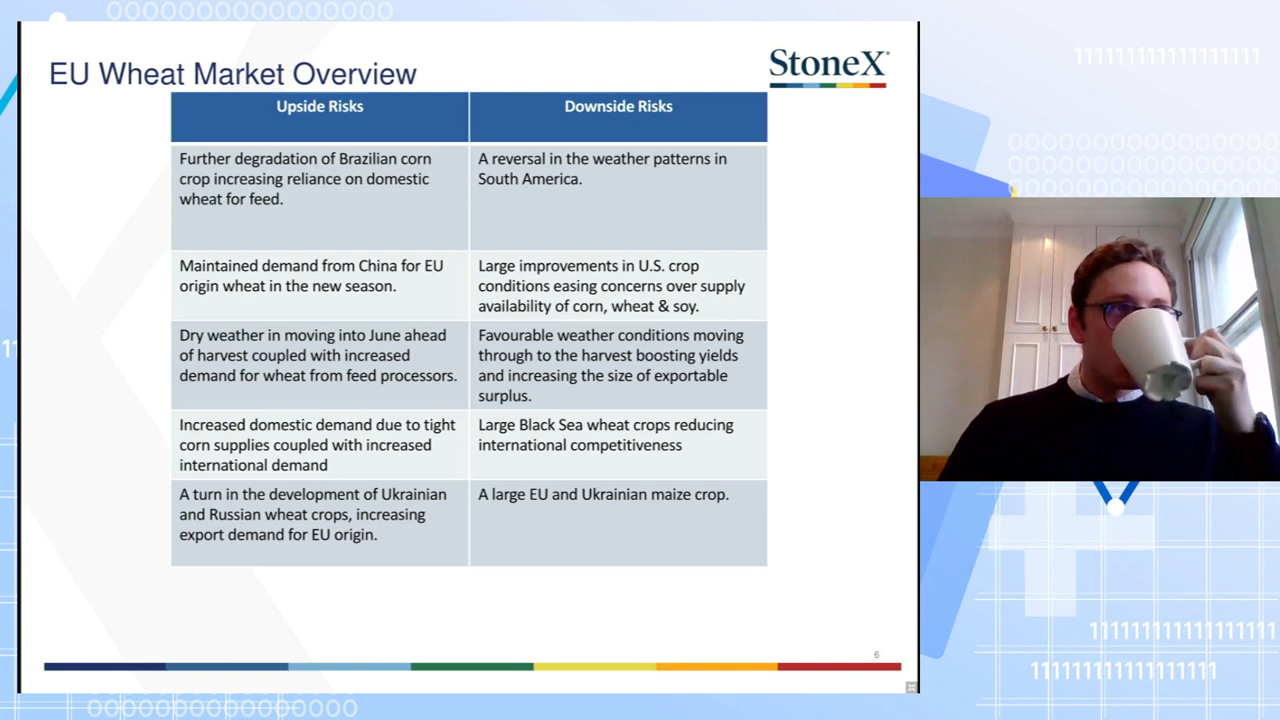 0000000000000000000
EU Wheat Market Overview
StoneX
Upside Risks
Downside Risks
Further degradation of Brazilian corn
crop increasing reliance on domestic
wheat for feed.
A reversal in the weather patterns in
South America.
Maintained demand from China for EU
origin wheat in the new season.
Large improvements in U.S. crop
conditions easing concerns over supply
availability of corn, wheat & soy.
Dry weather in moving into June ahead
of harvest coupled with increased
demand for wheat from feed processors.
Favourable weather conditions moving
through to the harvest boosting yields
and increasing the size of exportable
surplus.
Increased domestic demand due to tight
corn supplies coupled with increased
international demand
Large Black Sea wheat crops reducing
international competitiveness
A turn in the development of Ukrainian
and Russian wheat crops, increasing
export demand for EU origin.
A large EU and Ukrainian maize crop.
6